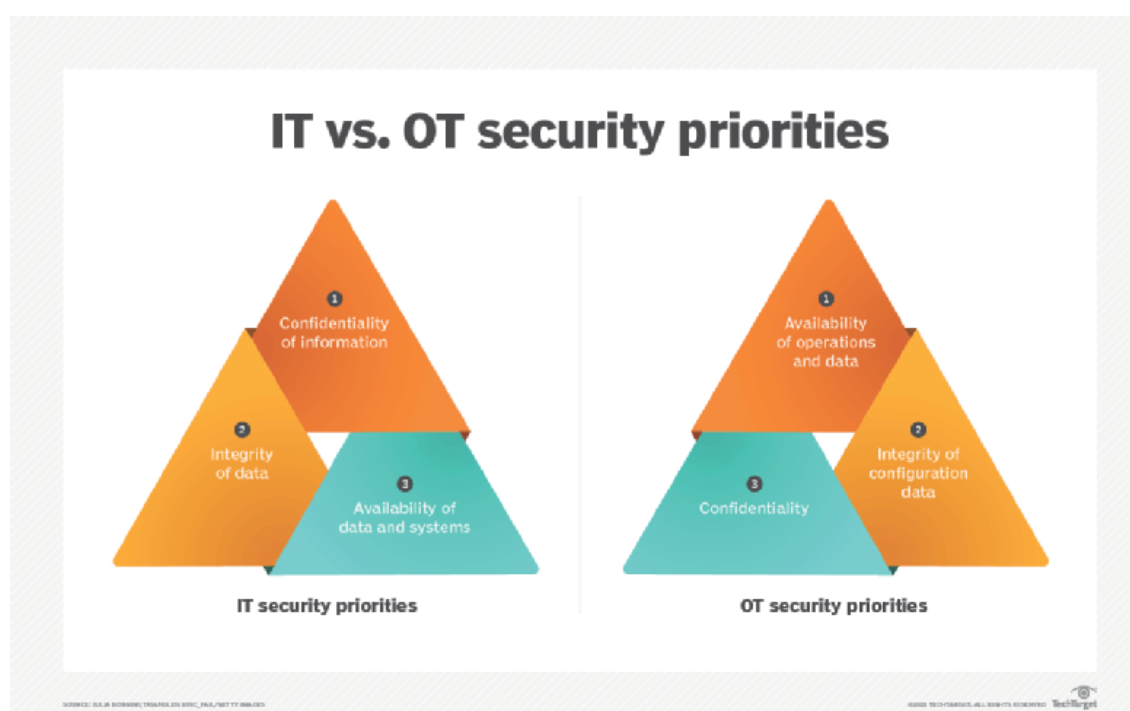 IT vs. OT security priorities
1
Confidentiality
of information
2
Integrity
of data
3
Availability of
data and systems
IT security priorities
1
Availability
of operations
and data
2
Integrity of
configuration
data
3
Confidentiality
OT security priorities
TechTarget